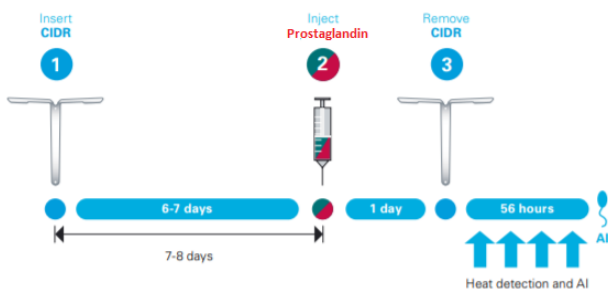 Insert
CIDR
Inject
Prostaglandin
Remove
CIDR
1
2
3
6-7 days
1 day
56 hours
AI
7-8 days
Heat detection and AI